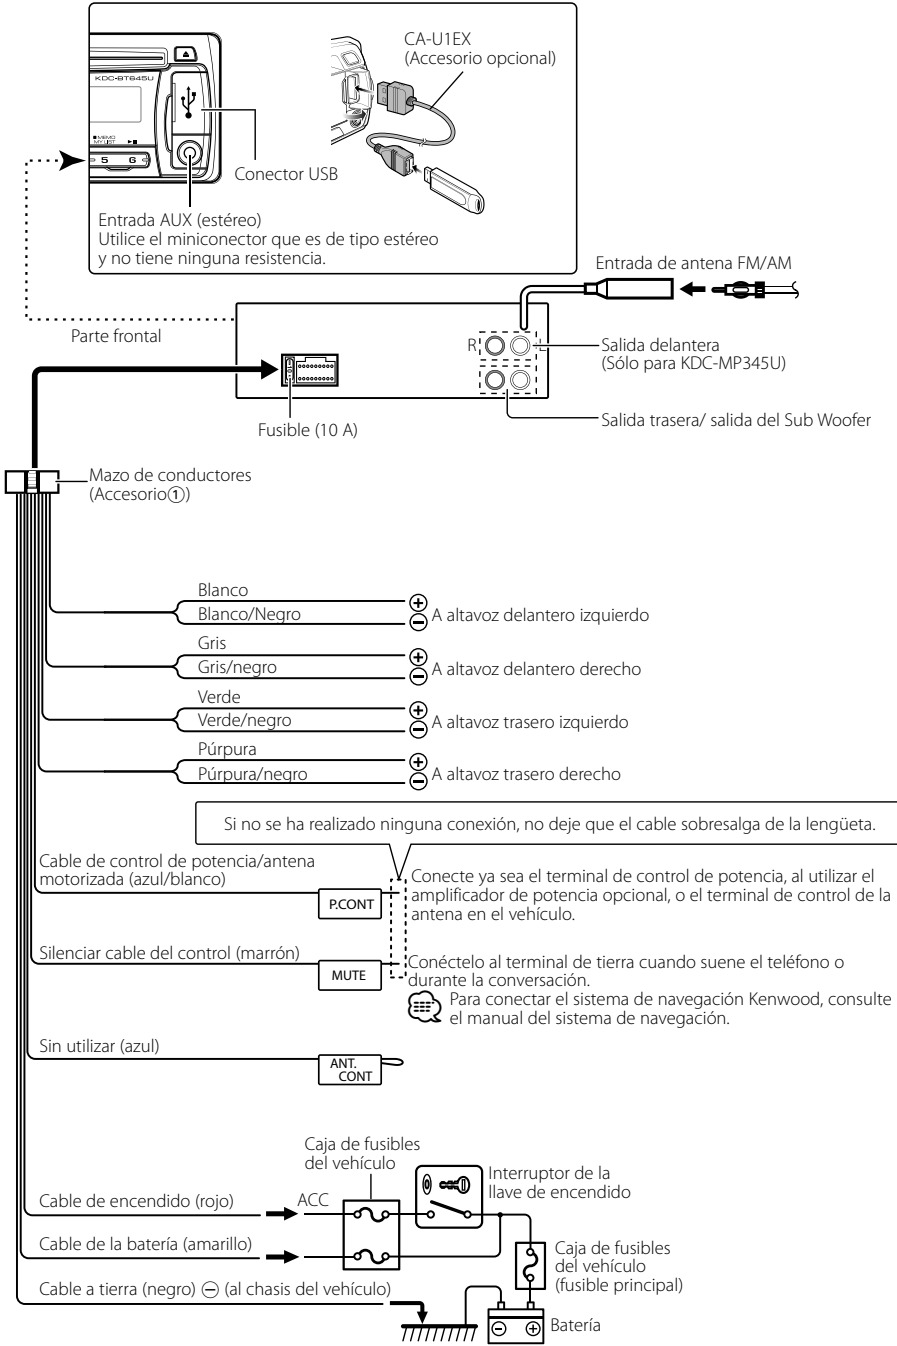 CA-U1EX
(Accesorio opcional)
KDC-BT645U
■ MEMO
MY LIST
5 6
Conector USB
Entrada AUX (estéreo)
Utilice el miniconector que es de tipo estéreo
y no tiene ninguna resistencia.
Entrada de antena FM/AM
Parte frontal
R
L
Salida delantera
(Sólo para KDC-MP345U)
Salida trasera/ salida del Sub Woofer
Fusible (10 A)
Mazo de conductores
(Accesorio①)
Blanco
Blanco/Negro
⊕
⊖
A altavoz delantero izquierdo
Gris
Gris/negro
⊕
⊖
A altavoz delantero derecho
Verde
Verde/negro
⊕
⊖
A altavoz trasero izquierdo
Púrpura
Púrpura/negro
⊕
⊖
A altavoz trasero derecho
Si no se ha realizado ninguna conexión, no deje que el cable sobresalga de la lengüeta.
Cable de control de potencia/antena
motorizada (azul/blanco)
P.CONT
Conecte ya sea el terminal de control de potencia, al utilizar el
amplificador de potencia opcional, o el terminal de control de la
antena en el vehículo.
Silenciar cable del control (marrón)
MUTE
Conéctelo al terminal de tierra cuando suene el teléfono o
durante la conversación.
Para conectar el sistema de navegación Kenwood, consulte
el manual del sistema de navegación.
Sin utilizar (azul)
ANT.
CONT
Caja de fusibles
del vehículo
Interruptor de la
llave de encendido
Cable de encendido (rojo)
ACC
Cable de la batería (amarillo)
Caja de fusibles
del vehículo
(fusible principal)
Cable a tierra (negro) ⊖ (al chasis del vehículo)
⊖ ⊕
Batería